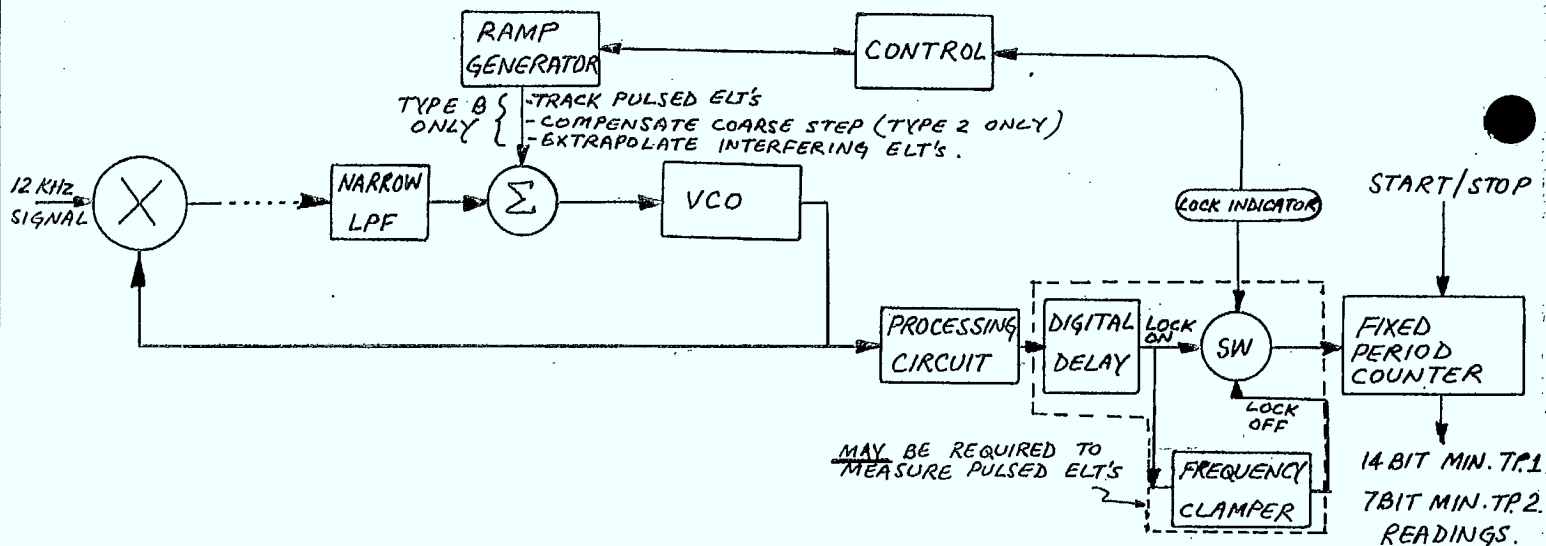 RAMP
GENERATOR
CONTROL
TYPE B
ONLY
-TRACK PULSED ELT'S
-COMPENSATE COARSE STEP (TYPE 2 ONLY)
-EXTRAPOLATE INTERFERING ELT'S.
12 KHz
SIGNAL
X
NARROW
LPF
Σ
VCO
LOCK INDICATOR
START/STOP
PROCESSING
CIRCUIT
DIGITAL
DELAY
LOCK
ON
SW
FIXED
PERIOD
COUNTER
LOCK
OFF
MAY BE REQUIRED TO
MEASURE PULSED ELT'S
FREQUENCY
CLAMPER
14 BIT MIN. TP.1
7 BIT MIN. TP.2.
READINGS.